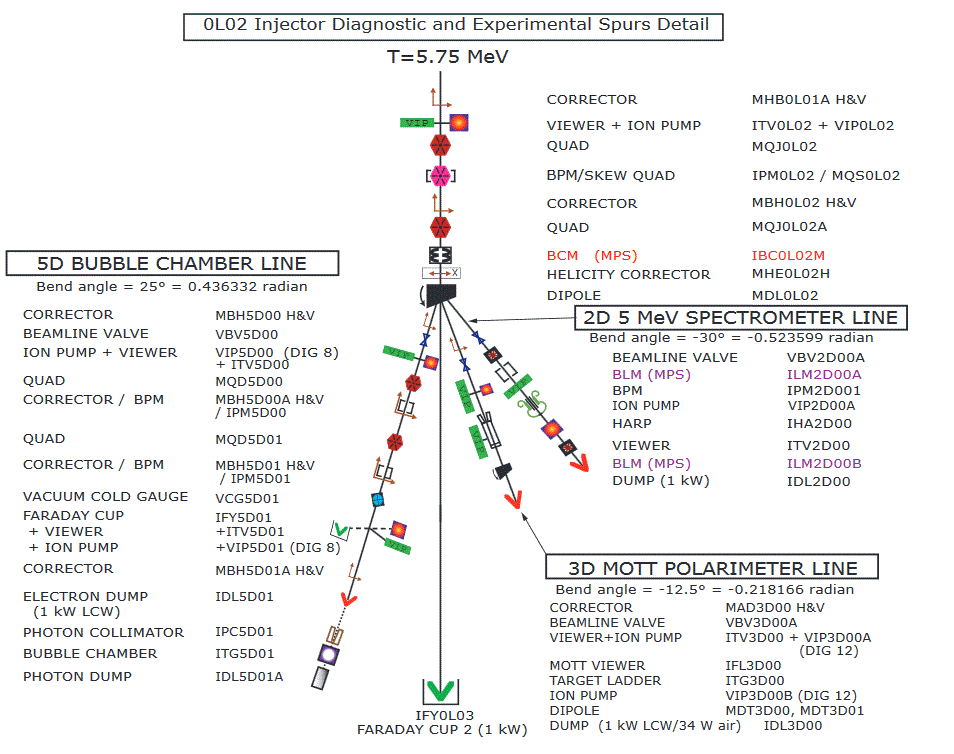 0L02 Injector Diagnostic and Experimental Spurs Detail
T=5.75 MeV
VIP
X
CORRECTOR MHB0L01A H&V
VIEWER + ION PUMP ITV0L02 + VIP0L02
QUAD MQJ0L02
BPM/SKEW QUAD IPM0L02 / MQS0L02
CORRECTOR MBH0L02 H&V
QUAD MQJ0L02A
BCM (MPS) IBC0L02M
HELICITY CORRECTOR MHE0L02H
DIPOLE MDL0L02
5D BUBBLE CHAMBER LINE
Bend angle = 25° = 0.436332 radian
CORRECTOR MBH5D00 H&V
BEAMLINE VALVE VBV5D00
ION PUMP + VIEWER VIP5D00 (DIG 8)
+ ITV5D00
QUAD MQD5D00
CORRECTOR / BPM MBH5D00A H&V
/ IPM5D00
QUAD MQD5D01
CORRECTOR / BPM MBH5D01 H&V
/ IPM5D01
VACUUM COLD GAUGE VCG5D01
FARADAY CUP IFY5D01
+ VIEWER +ITV5D01
+ ION PUMP +VIP5D01 (DIG 8)
CORRECTOR MBH5D01A H&V
ELECTRON DUMP IDL5D01
(1 kW LCW)
PHOTON COLLIMATOR IPC5D01
BUBBLE CHAMBER ITG5D01
PHOTON DUMP IDL5D01A
VIP
VIP
VIP
VIP
VIP
2D 5 MeV SPECTROMETER LINE
Bend angle = -30° = -0.523599 radian
BEAMLINE VALVE VBV2D00A
BLM (MPS) ILM2D00A
BPM IPM2D001
ION PUMP VIP2D00A
HARP IHA2D00
VIEWER ITV2D00
BLM (MPS) ILM2D00B
DUMP (1 kW) IDL2D00
3D MOTT POLARIMETER LINE
Bend angle = -12.5° = -0.218166 radian
CORRECTOR MAD3D00 H&V
BEAMLINE VALVE VBV3D00A
VIEWER+ION PUMP ITV3D00 + VIP3D00A
(DIG 12)
MOTT VIEWER IFL3D00
TARGET LADDER ITG3D00
ION PUMP VIP3D00B (DIG 12)
DIPOLE MDT3D00, MDT3D01
DUMP (1 kW LCW/34 W air) IDL3D00
IFY0L03
FARADAY CUP 2 (1 kW)